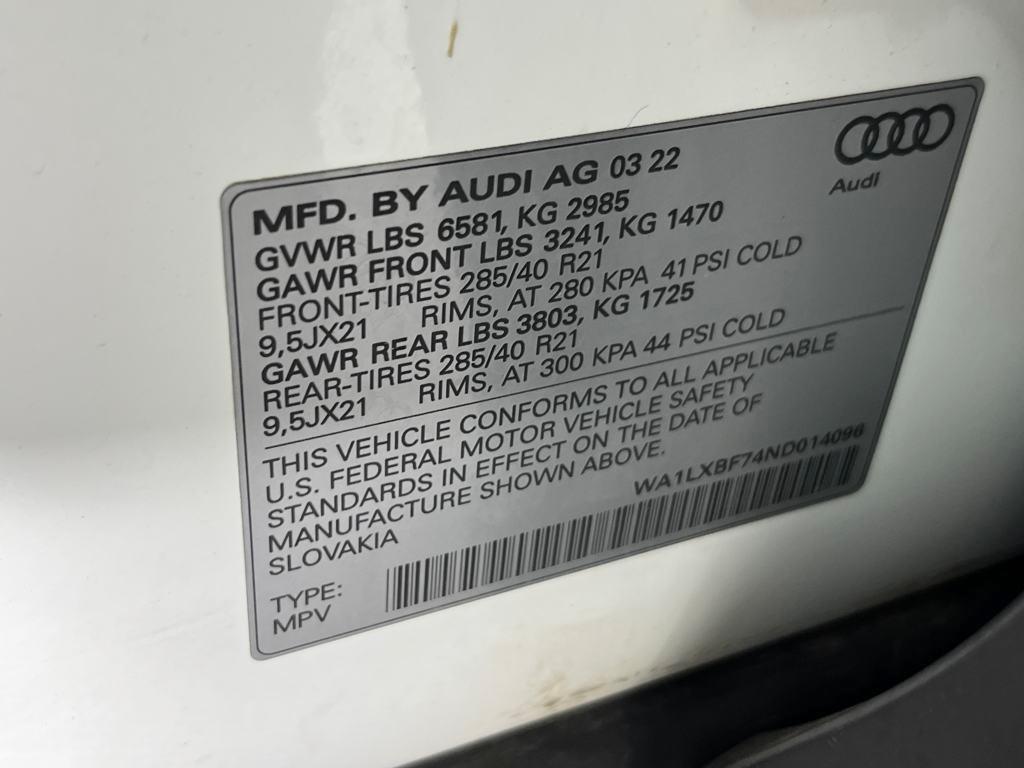 MFD. BY AUDI AG 03 22
Audi
GVWR LBS 6581, KG 2985
GAWR FRONT LBS 3241, KG 1470
FRONT-TIRES 285/40 R21
9,5JX21 RIMS, AT 280 KPA 41 PSI COLD
GAWR REAR LBS 3803, KG 1725
REAR-TIRES 285/40 R21
9,5JX21 RIMS, AT 300 KPA 44 PSI COLD
THIS VEHICLE CONFORMS TO ALL APPLICABLE
U.S. FEDERAL MOTOR VEHICLE SAFETY
STANDARDS IN EFFECT ON THE DATE OF
MANUFACTURE SHOWN ABOVE.
SLOVAKIA
WA1LXBF74ND014096
TYPE:
MPV